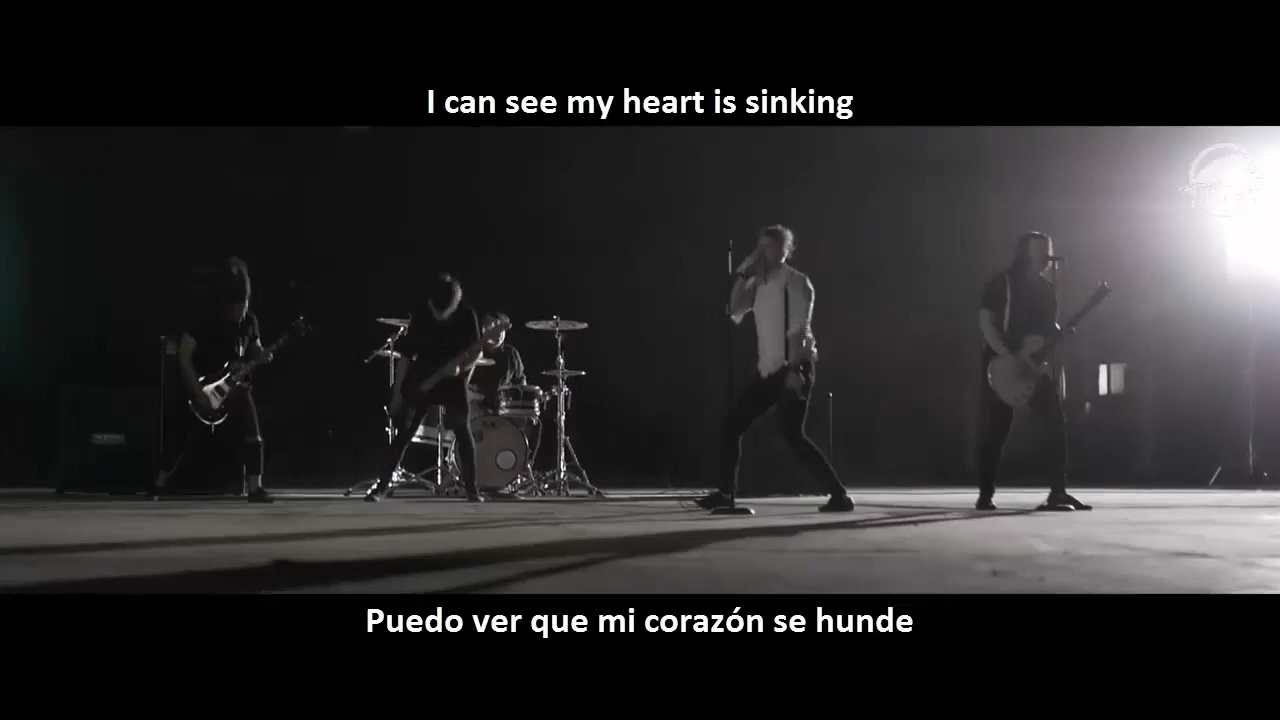 I can see my heart is sinking
Puedo ver que mi corazón se hunde